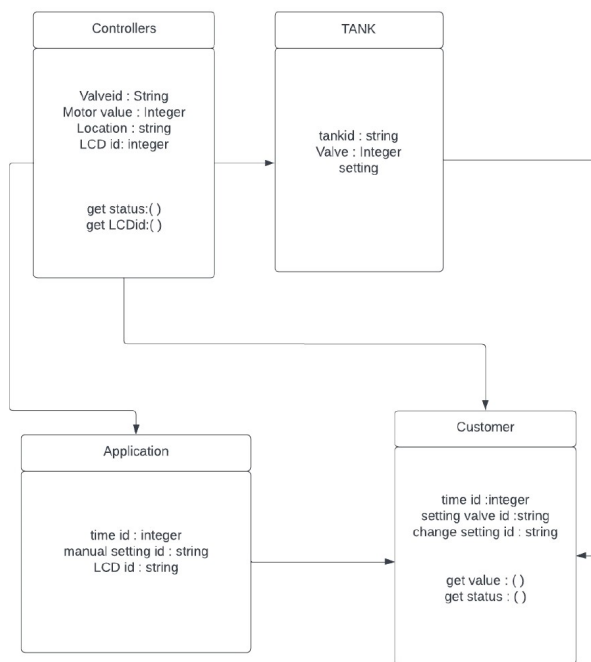 Controllers
Valveid : String
Motor value : Integer
Location : string
LCD id: integer
get status:( )
get LCDid:( )
TANK
tankid : string
Valve : Integer
setting
Application
time id : integer
manual setting id : string
LCD id : string
Customer
time id :integer
setting valve id :string
change setting id : string
get value : ( )
get status : ( )